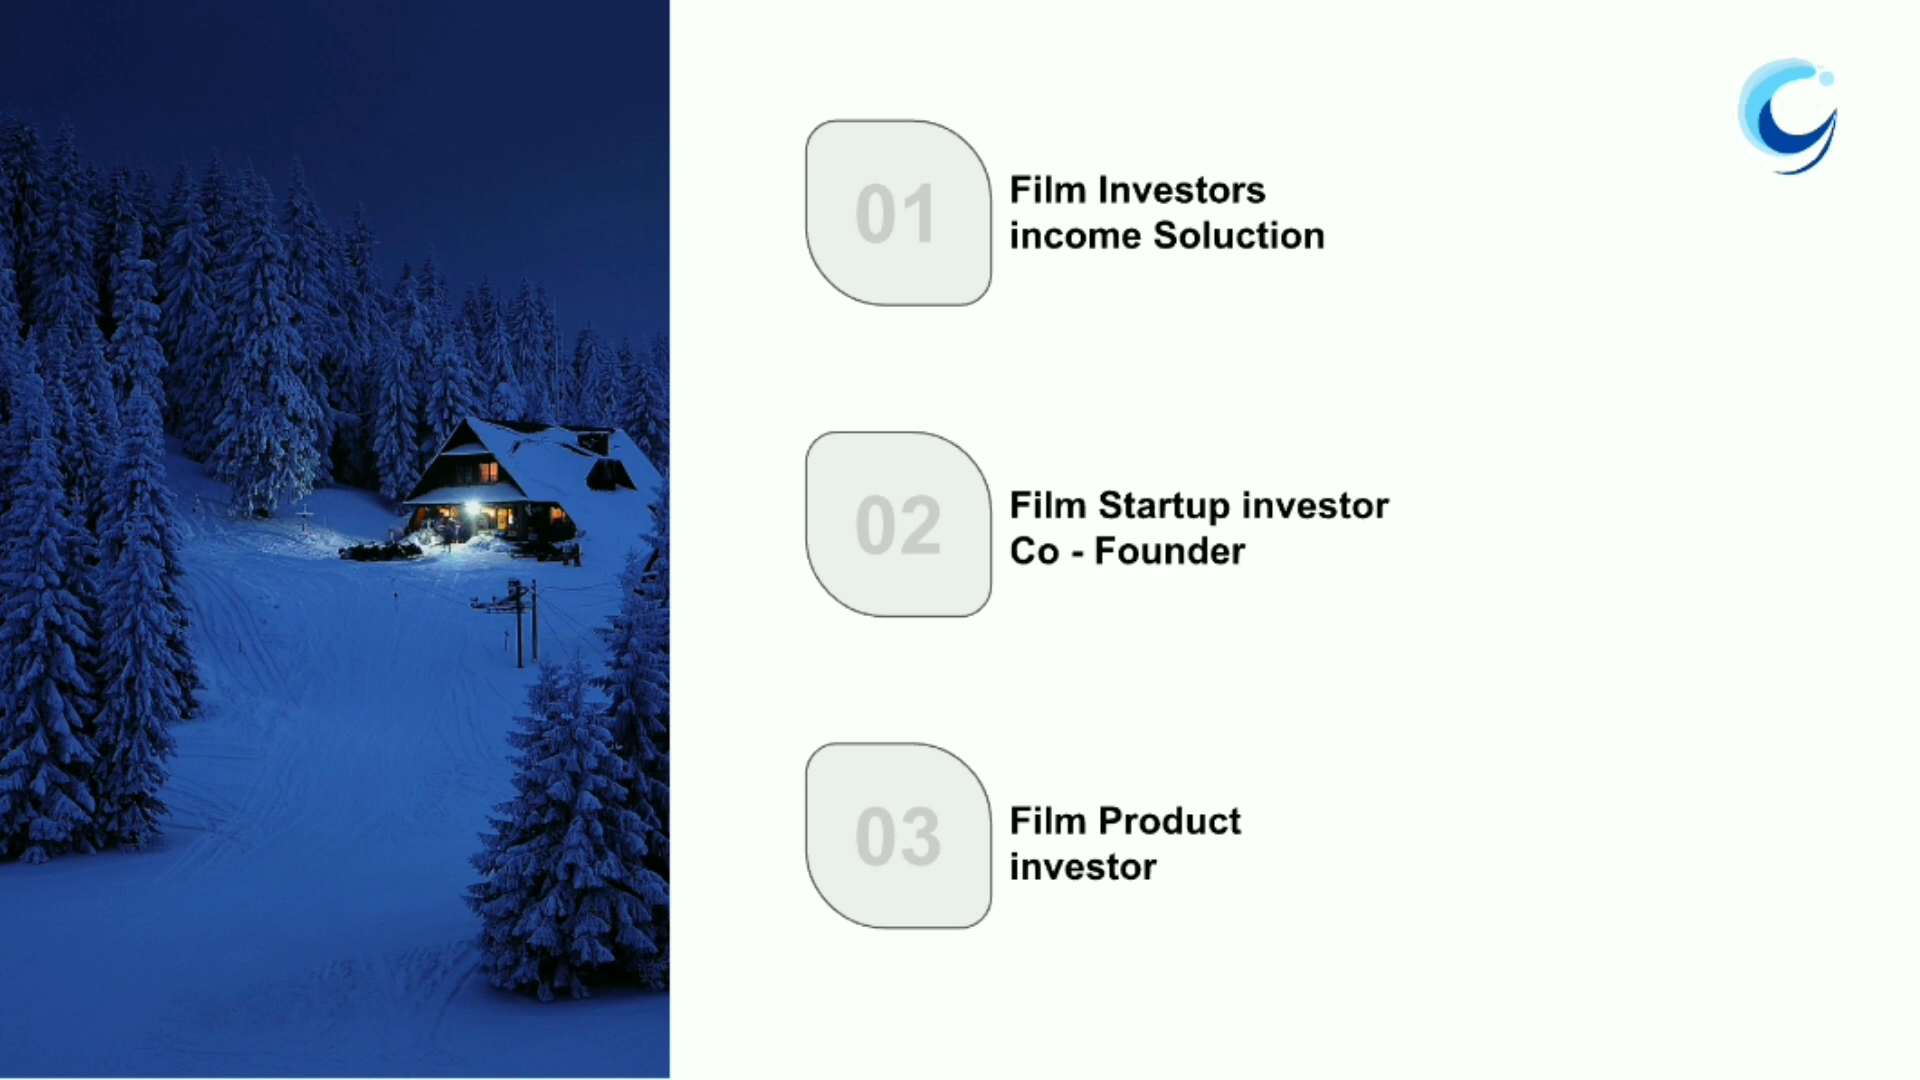 01
Film Investors
income Soluction
02
Film Startup investor
Co - Founder
03
Film Product
investor